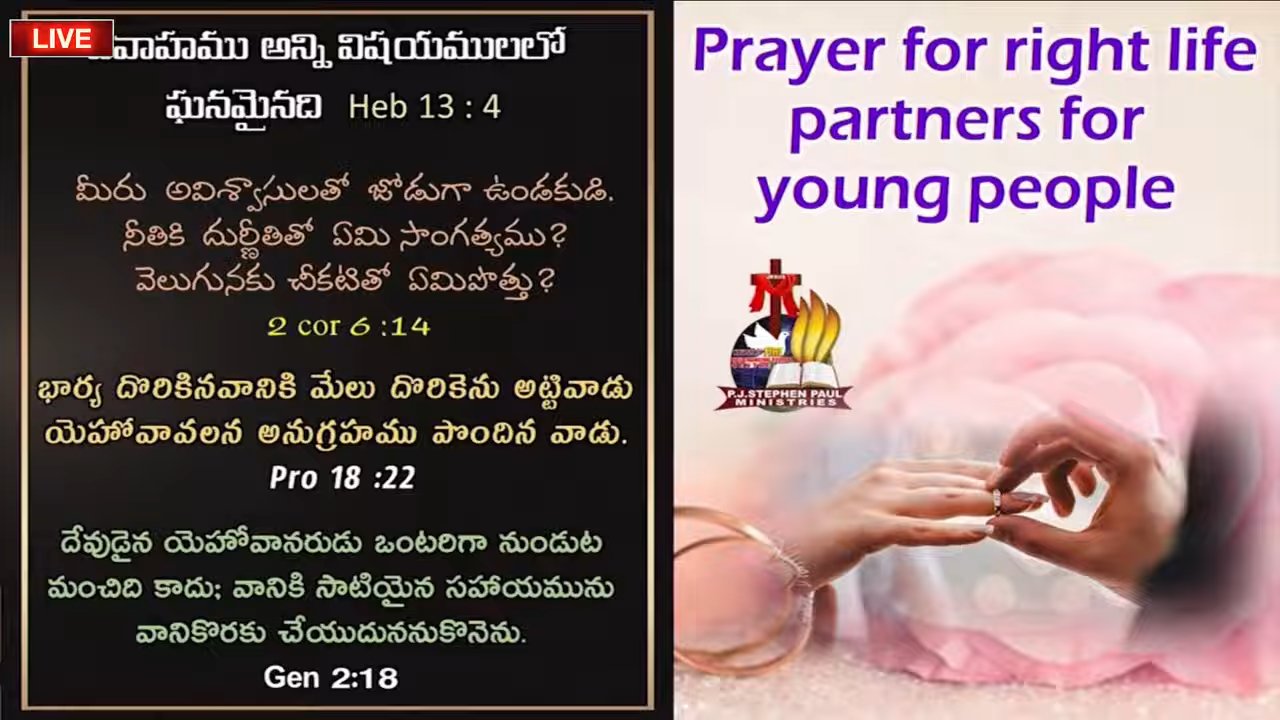 LIVE
వాహము అన్ని విషయములలో
ఘనమైనది Heb 13 : 4
మీరు అవిశ్వాసులతో జోడుగా ఉండకుడి.
నీతికి దుర్ణీతితో ఏమి సాంగత్యము?
వెలుగునకు చీకటితో ఏమిపొత్తు?
2 cor 6 :14
భార్య దొరికినవానికి మేలు దొరికెను అట్టివాడు
యెహోవావలన అనుగ్రహము పొందిన వాడు.
Pro 18 :22
దేవుడైన యెహోవానరుడు ఒంటరిగా నుండుట
మంచిది కాదు; వానికి సాటియైన సహాయమును
వానికొరకు చేయుదుననుకొనెను.
Gen 2:18
Prayer for right life
partners for
young people
P.J.STEPHEN PAUL
MINISTRIES